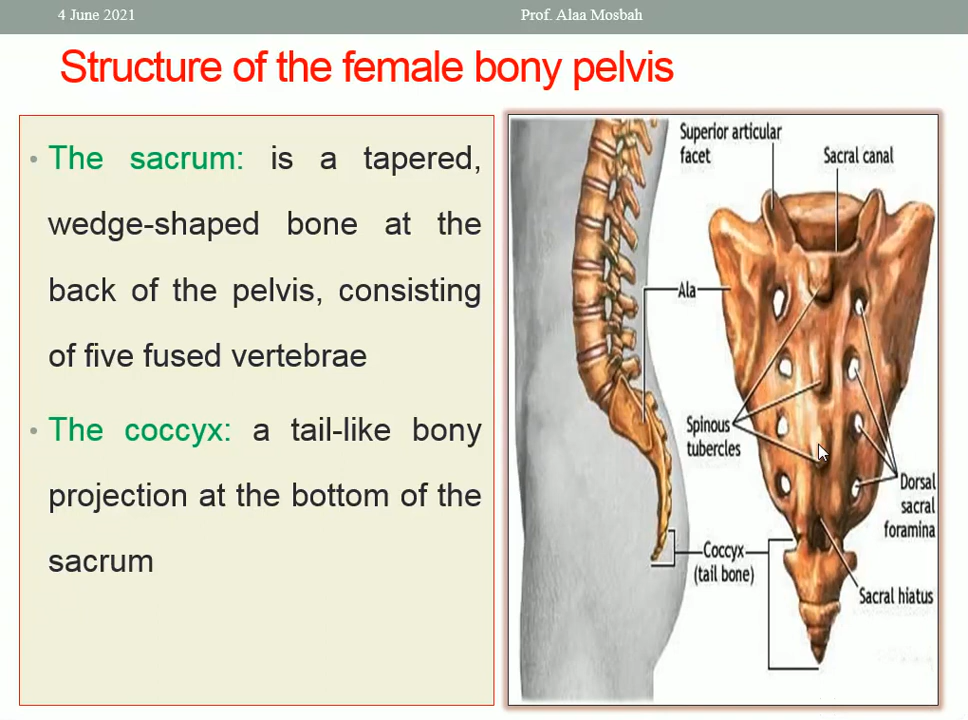 4 June 2021
Prof. Alaa Mosbah
Structure of the female bony pelvis
• The sacrum: is a tapered,
wedge-shaped bone at the
back of the pelvis, consisting
of five fused vertebrae
• The coccyx: a tail-like bony
projection at the bottom of the
sacrum
Superior articular
facet
Sacral canal
Ala
Spinous
tubercles
Dorsal
sacral
foramina
Coccyx
(tail bone)
Sacral hiatus